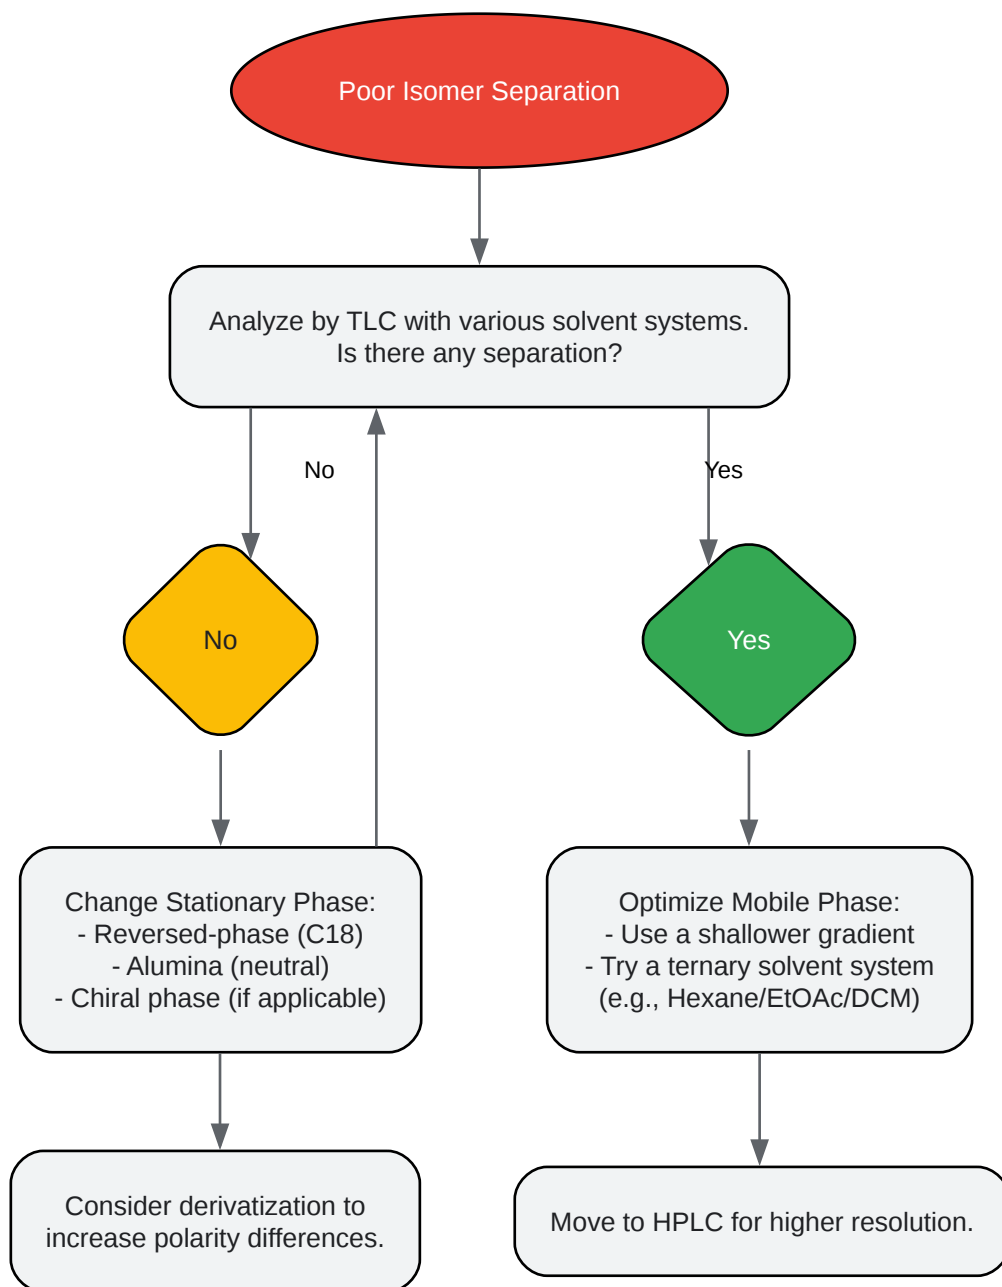 Poor Isomer Separation
Analyze by TLC with various solvent systems.
Is there any separation?
No
Yes
No
Yes
Change Stationary Phase:
- Reversed-phase (C18)
- Alumina (neutral)
- Chiral phase (if applicable)
Optimize Mobile Phase:
- Use a shallower gradient
- Try a ternary solvent system
(e.g., Hexane/EtOAc/DCM)
Consider derivatization to
increase polarity differences.
Move to HPLC for higher resolution.